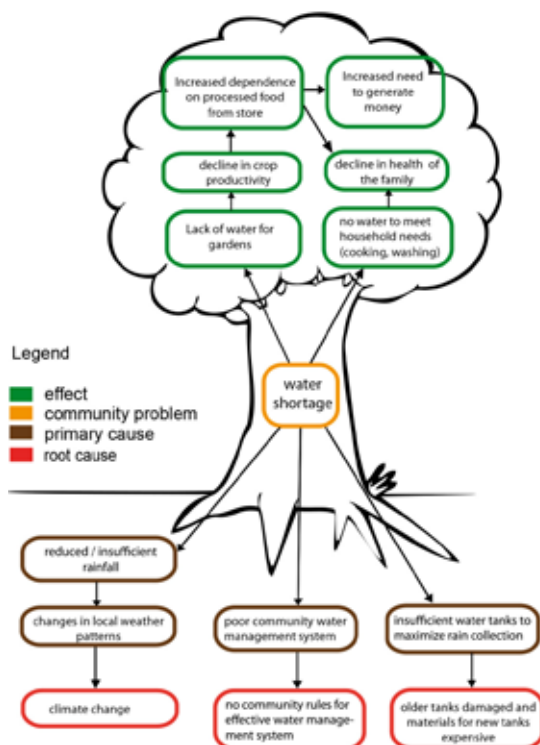 Increased dependence
on processed food
from store
Increased need
to generate
money
decline in crop
productivity
decline in health of
the family
Lack of water for
gardens
no water to meet
household needs
(cooking, washing)
Legend
effect
community problem
primary cause
root cause
water
shortage
reduced / insufficient
rainfall
changes in local weather
patterns
poor community water
management system
insufficient water tanks to
maximize rain collection
climate change
no community rules for
effective water manage-
ment system
older tanks damaged and
materials for new tanks
expensive